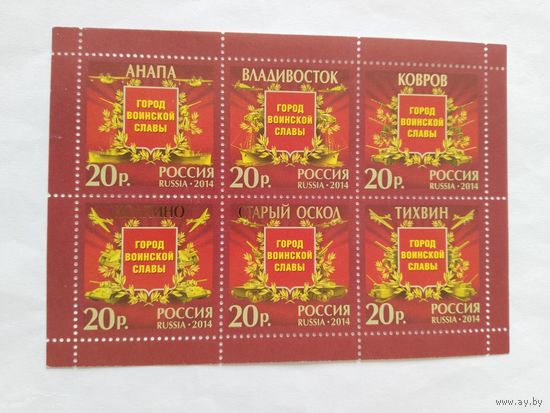 АНАПА
ГОРОД
ВОИНСКОЙ
СЛАВЫ
20р. РОССИЯ
RUSSIA • 2014
ВЛАДИВОСТОК
ГОРОД
ВОИНСКОЙ
СЛАВЫ
20р. РОССИЯ
RUSSIA • 2014
КОВРОВ
ГОРОД
ВОИНСКОЙ
СЛАВЫ
20р. РОССИЯ
RUSSIA • 2014
ГОРОД
ВОИНСКОЙ
СЛАВЫ
20р. РОССИЯ
RUSSIA • 2014
СТАРЫЙ ОСКОЛ
ГОРОД
ВОИНСКОЙ
СЛАВЫ
20р. РОССИЯ
RUSSIA • 2014
ТИХВИН
ГОРОД
ВОИНСКОЙ
СЛАВЫ
20р. РОССИЯ
RUSSIA • 2014
© www.ay.by